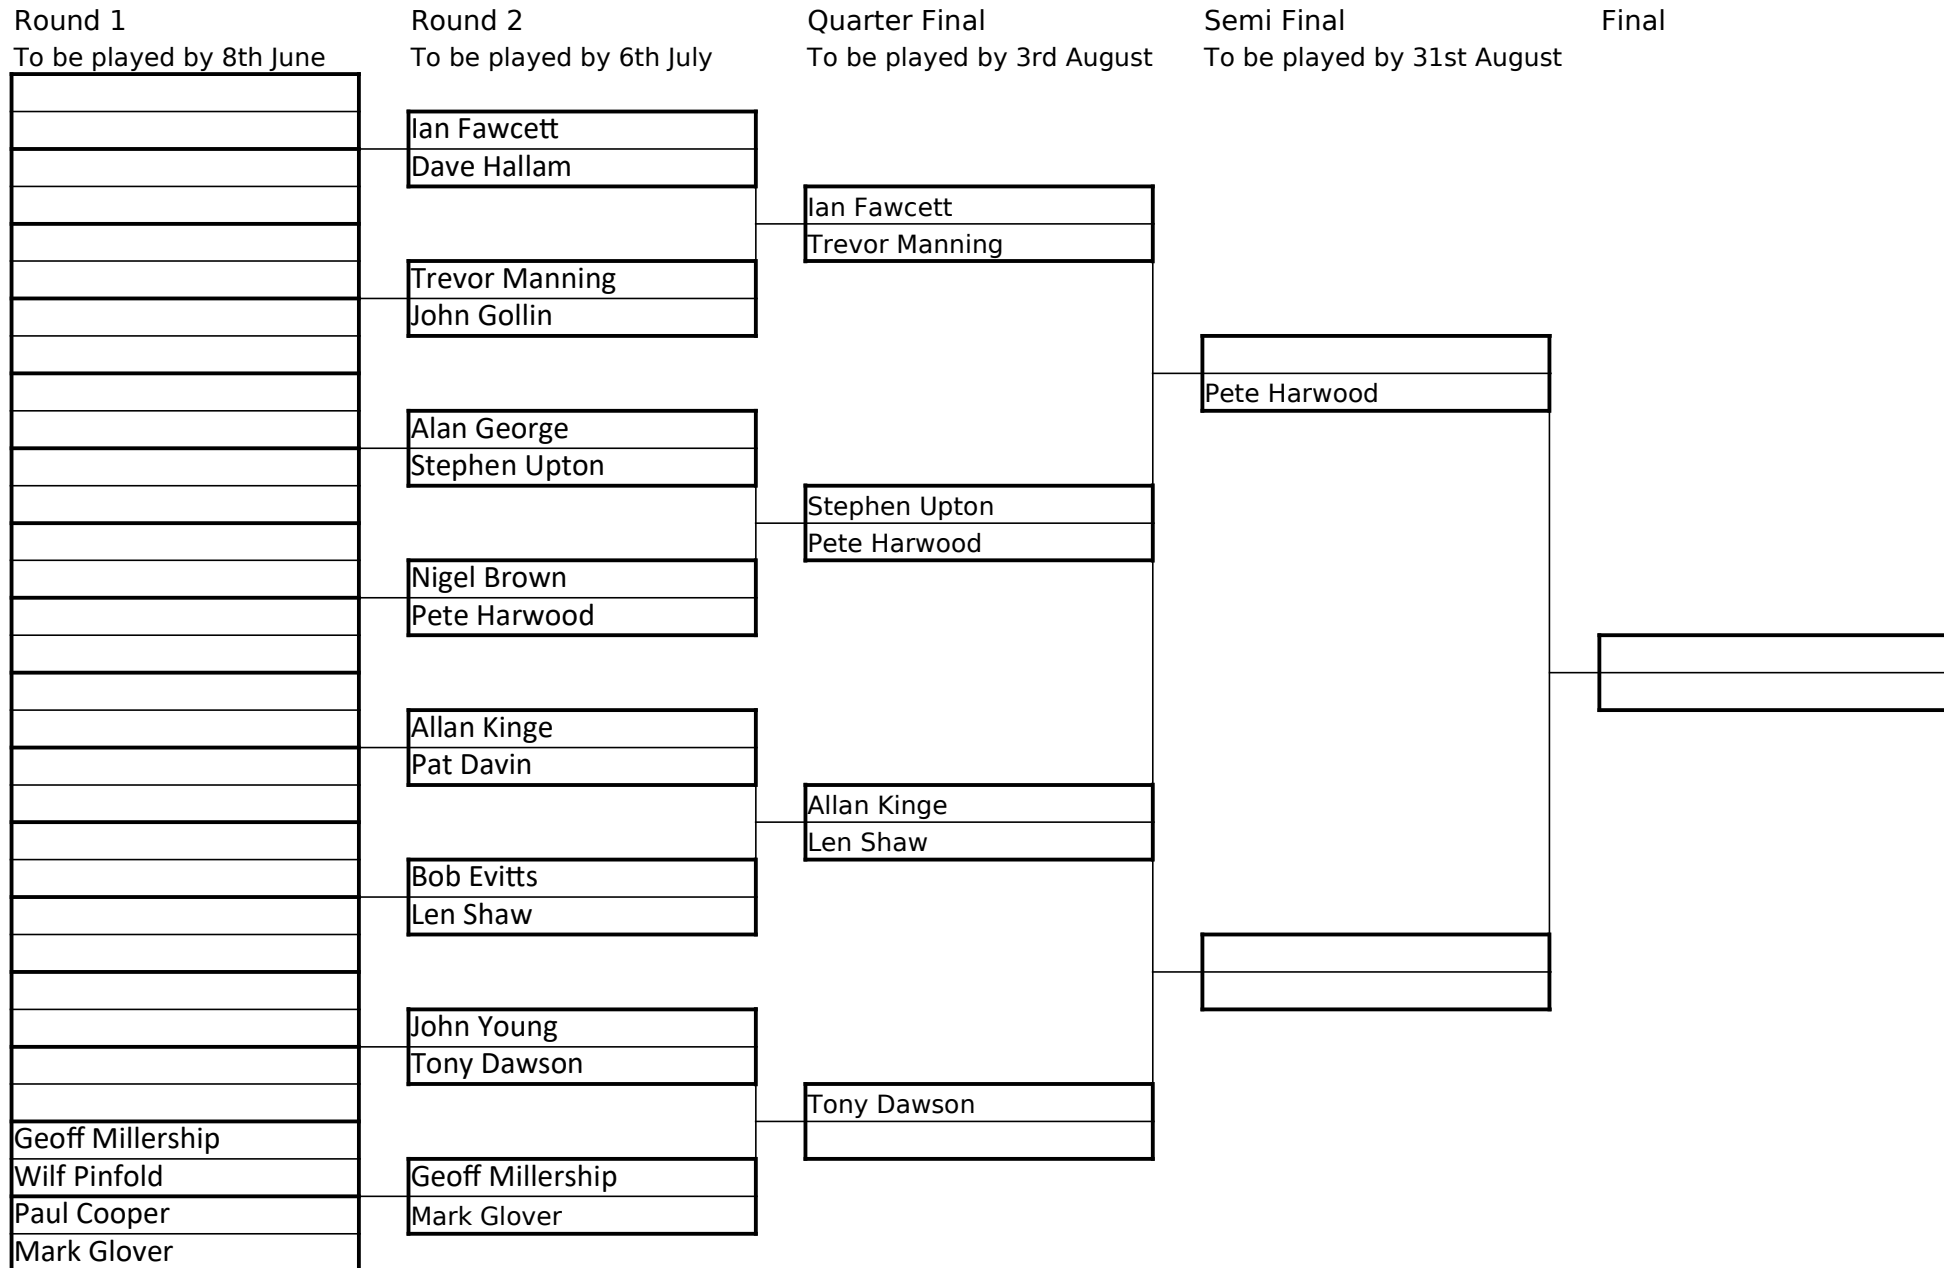 Round 1
To be played by 8th June
Geoff Millership
Wilf Pinfold
Paul Cooper
Mark Glover
Round 2
To be played by 6th July
Ian Fawcett
Dave Hallam
Trevor Manning
John Gollin
Alan George
Stephen Upton
Nigel Brown
Pete Harwood
Allan Kinge
Pat Davin
Bob Evitts
Len Shaw
John Young
Tony Dawson
Geoff Millership
Mark Glover
Quarter Final
To be played by 3rd August
Ian Fawcett
Trevor Manning
Stephen Upton
Pete Harwood
Allan Kinge
Len Shaw
Tony Dawson
Semi Final
To be played by 31st August
Pete Harwood
Final